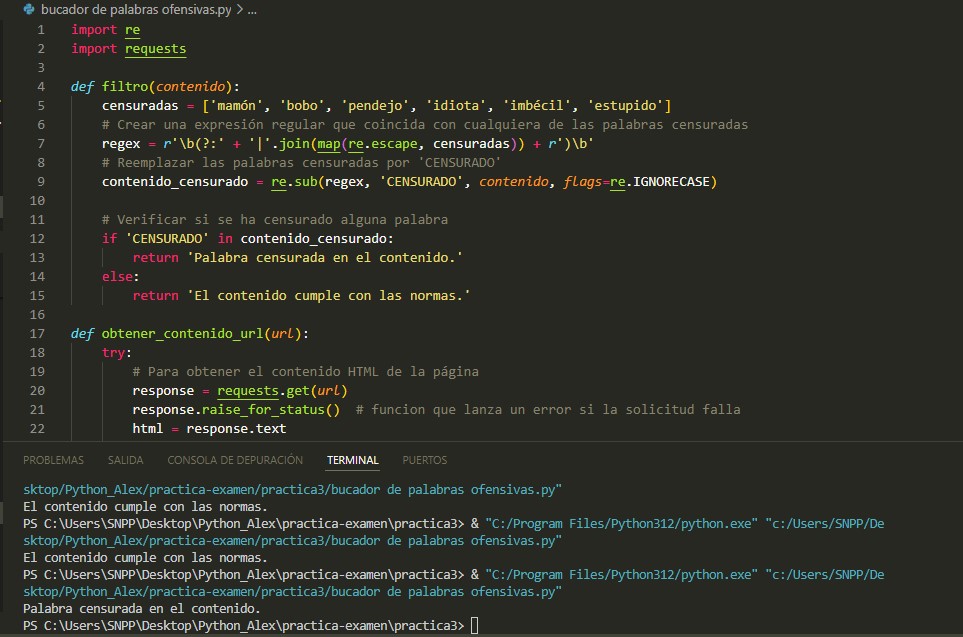 bucador de palabras ofensivas.py > ...
1 import re
2 import requests
3
4 def filtro(contenido):
5     censuradas = ['mamón', 'bobo', 'pendejo', 'idiota', 'imbécil', 'estupido']
6     # Crear una expresión regular que coincida con cualquiera de las palabras censuradas
7     regex = r'\b(?:' + '|'.join(map(re.escape, censuradas)) + r')\b'
8     # Reemplazar las palabras censuradas por 'CENSURADO'
9     contenido_censurado = re.sub(regex, 'CENSURADO', contenido, flags=re.IGNORECASE)
10
11     # Verificar si se ha censurado alguna palabra
12     if 'CENSURADO' in contenido_censurado:
13         return 'Palabra censurada en el contenido.'
14     else:
15         return 'El contenido cumple con las normas.'
16
17 def obtener_contenido_url(url):
18     try:
19         # Para obtener el contenido HTML de la página
20         response = requests.get(url)
21         response.raise_for_status()  # funcion que lanza un error si la solicitud falla
22         html = response.text
PROBLEMAS SALIDA CONSOLA DE DEPURACIÓN TERMINAL PUERTOS
sktop/Python_Alex/practica-examen/practica3/bucador de palabras ofensivas.py"
El contenido cumple con las normas.
PS C:\Users\SNPP\Desktop\Python_Alex\practica-examen\practica3> & "C:/Program Files/Python312/python.exe" "c:/Users/SNPP/De
sktop/Python_Alex/practica-examen/practica3/bucador de palabras ofensivas.py"
El contenido cumple con las normas.
PS C:\Users\SNPP\Desktop\Python_Alex\practica-examen\practica3> & "C:/Program Files/Python312/python.exe" "c:/Users/SNPP/De
sktop/Python_Alex/practica-examen/practica3/bucador de palabras ofensivas.py"
Palabra censurada en el contenido.
PS C:\Users\SNPP\Desktop\Python_Alex\practica-examen\practica3>